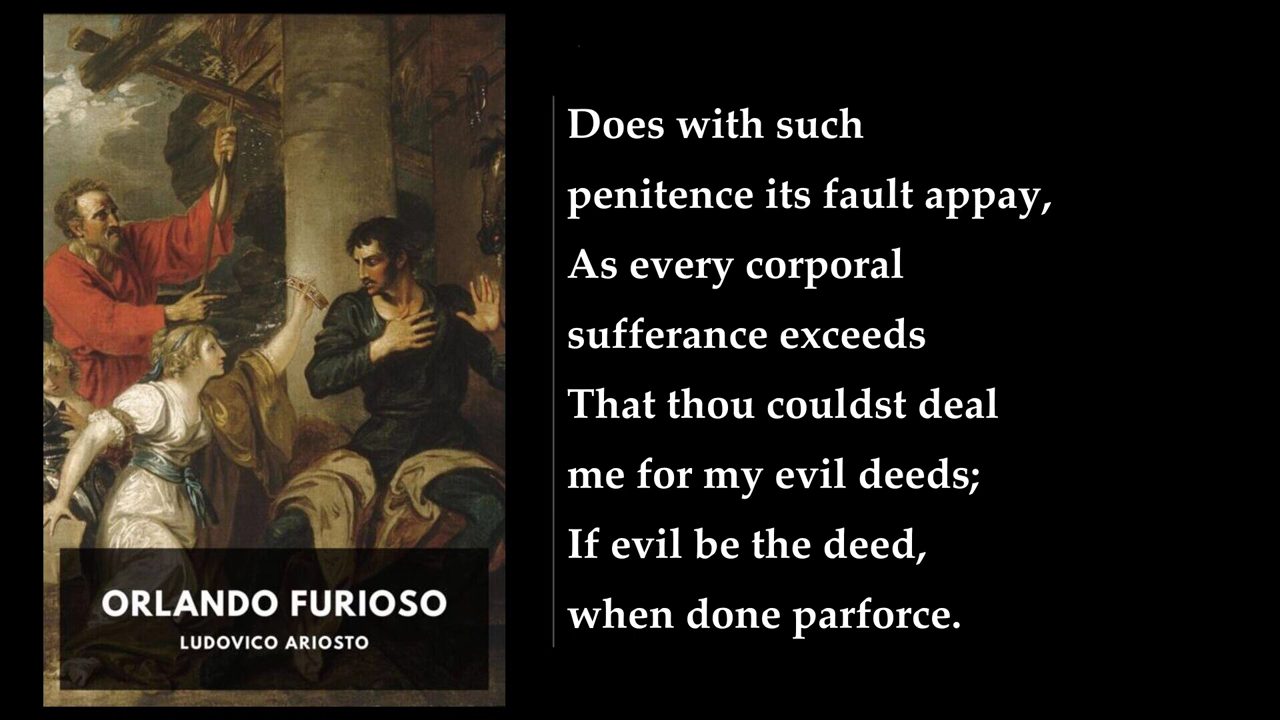 ORLANDO FURIOSO
LUDOVICO ARIOSTO
Does with such
penitence its fault appay,
As every corporal
sufferance exceeds
That thou couldst deal
me for my evil deeds;
If evil be the deed,
when done parforce.